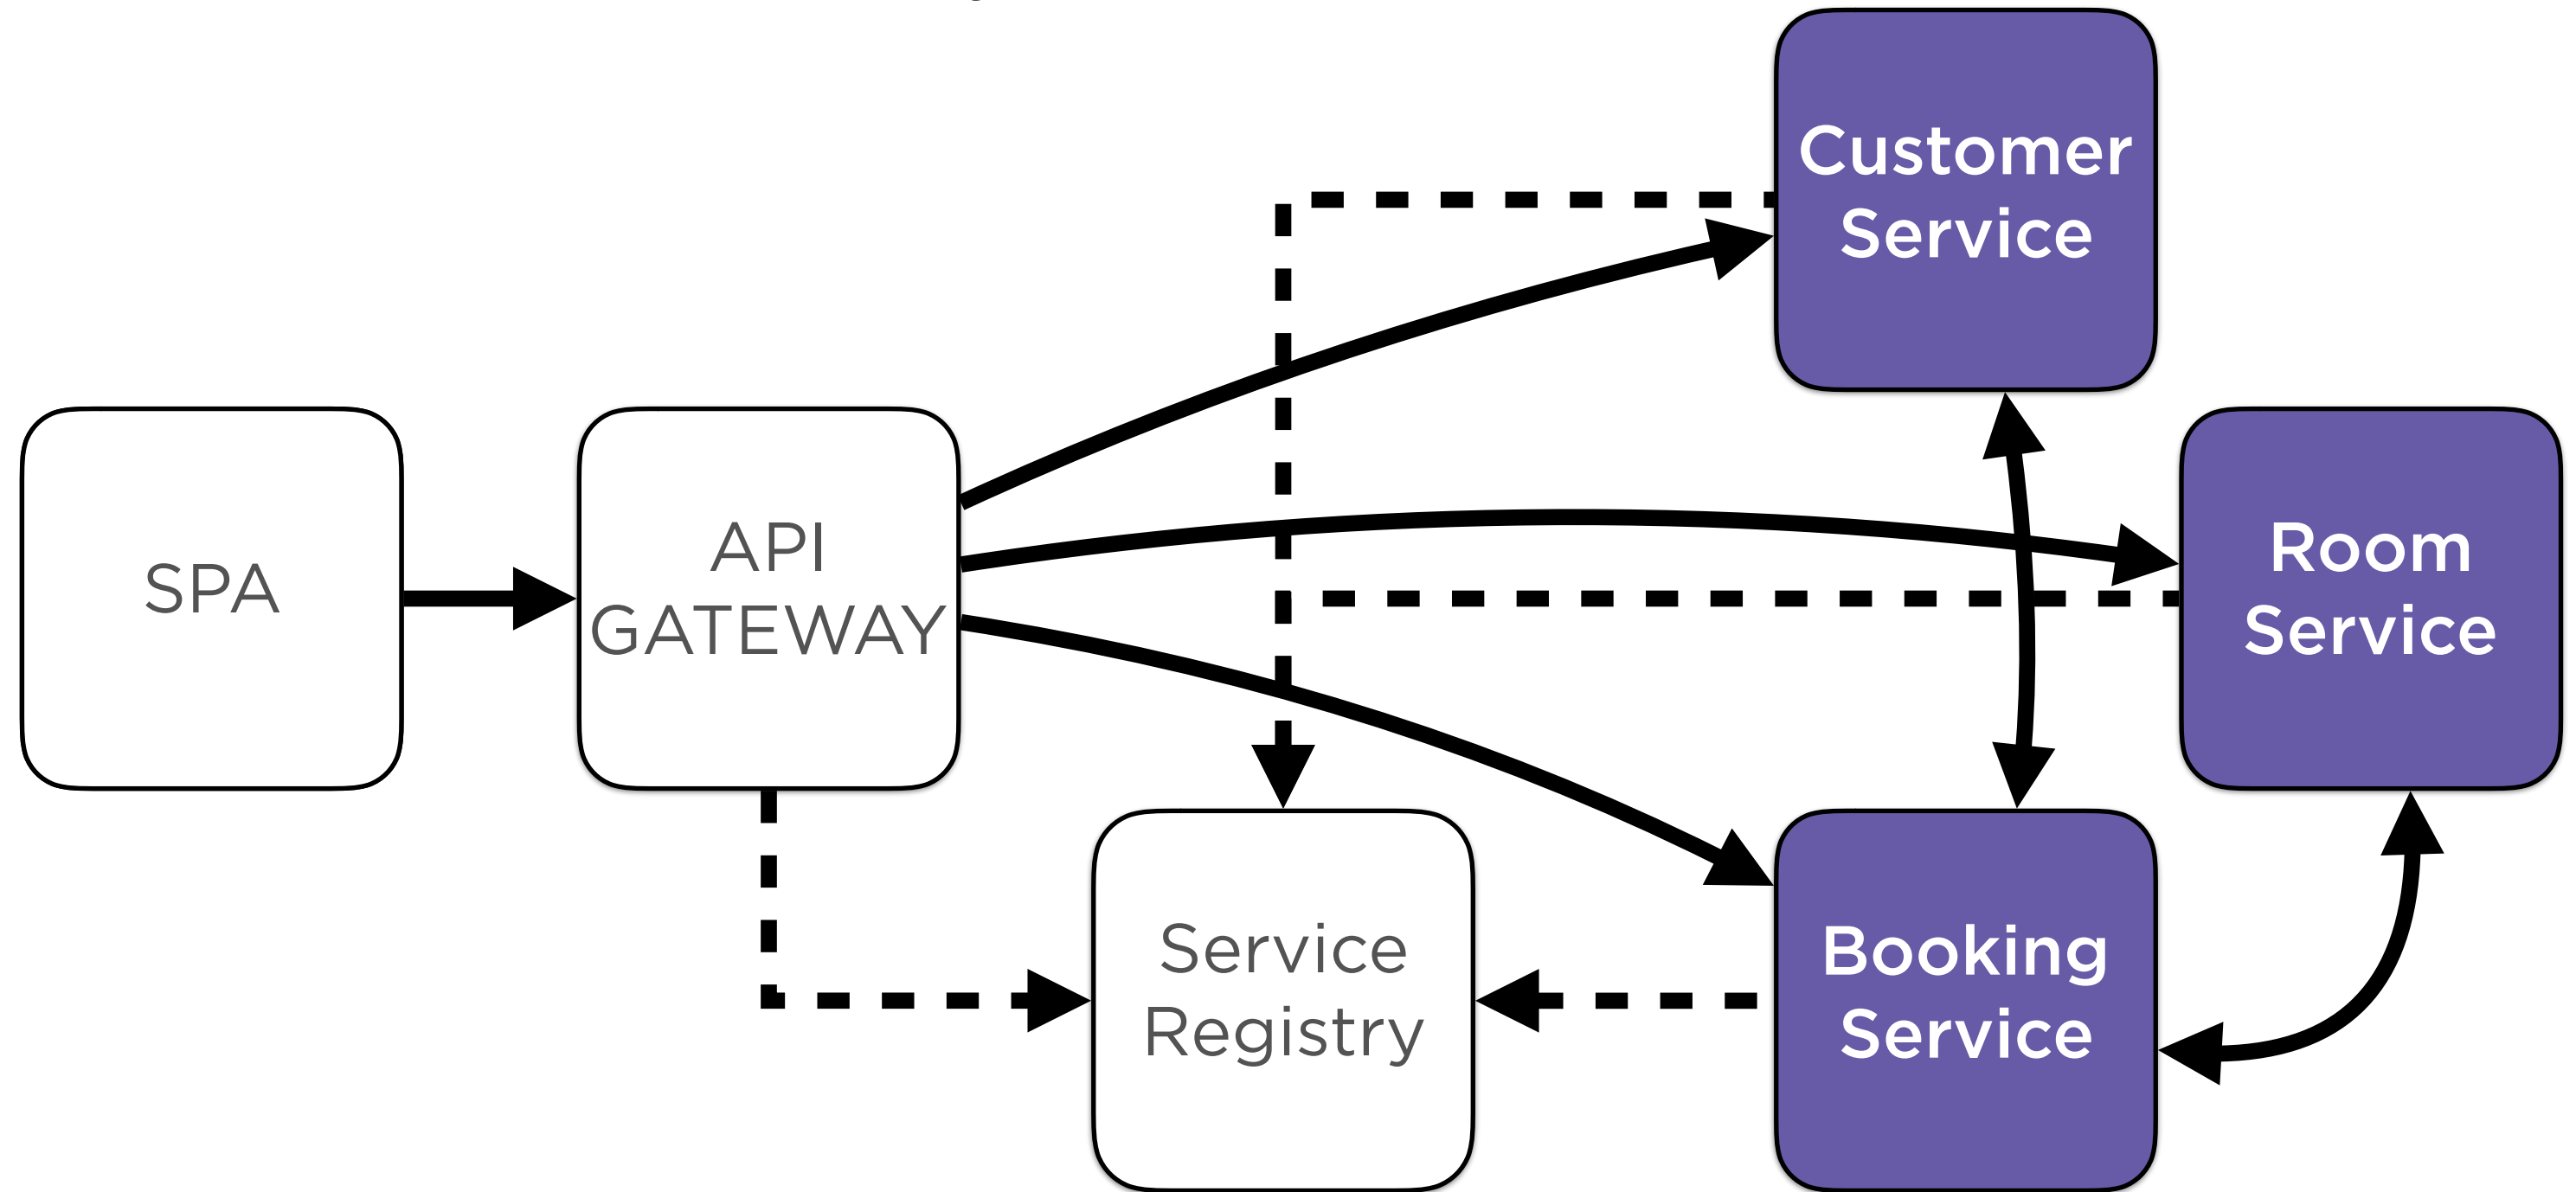 Customer
Service
SPA
API
GATEWAY
Room
Service
Service
Registry
Booking
Service